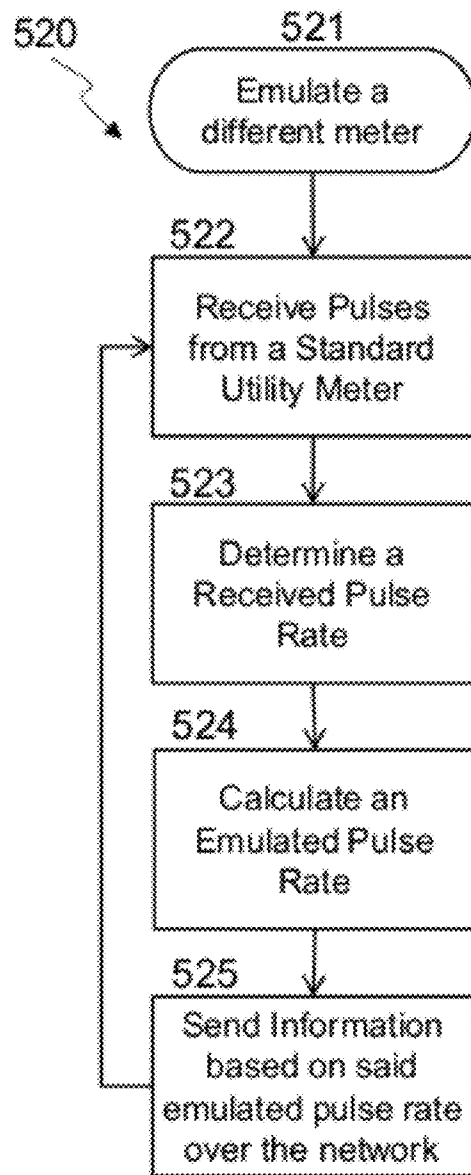 520
521
Emulate a
different meter
522
Receive Pulses
from a Standard
Utility Meter
523
Determine a
Received Pulse
Rate
524
Calculate an
Emulated Pulse
Rate
525
Send Information
based on said
emulated pulse rate
over the network